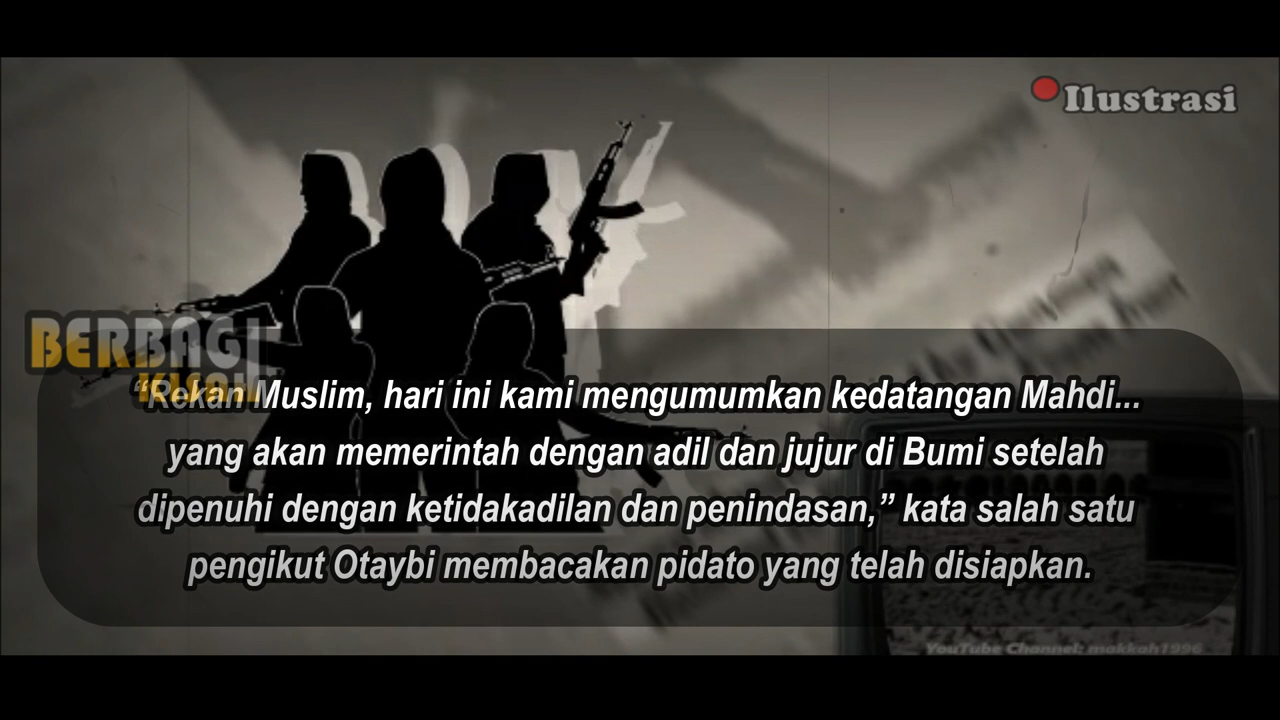 Ilustrasi
BERBAGI
KISAH
“Rekan Muslim, hari ini kami mengumumkan kedatangan Mahdi...
yang akan memerintah dengan adil dan jujur di Bumi setelah
dipenuhi dengan ketidakadilan dan penindasan,” kata salah satu
pengikut Otaybi membacakan pidato yang telah disiapkan.
YouTube Channel: makkah1996